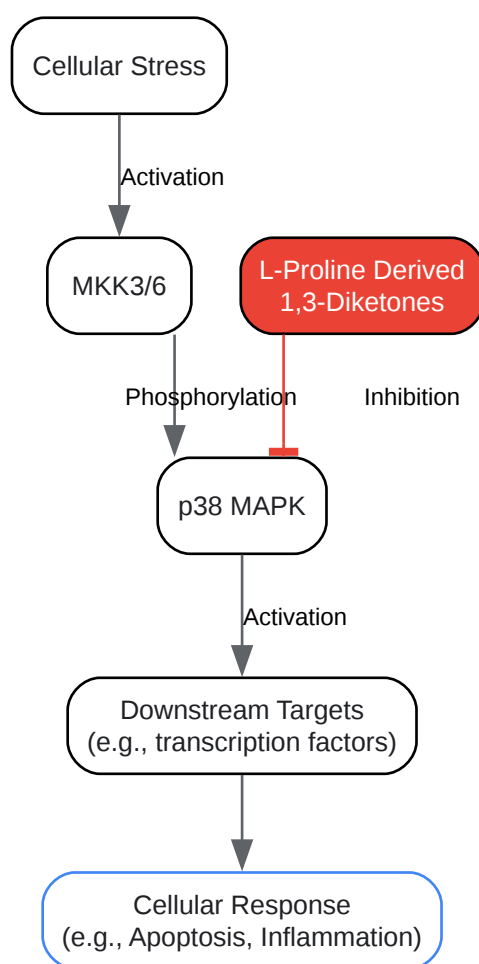 Cellular Stress
Activation
MKK3/6
L-Proline Derived
1,3-Diketones
Phosphorylation
Inhibition
p38 MAPK
Activation
Downstream Targets
(e.g., transcription factors)
Cellular Response
(e.g., Apoptosis, Inflammation)